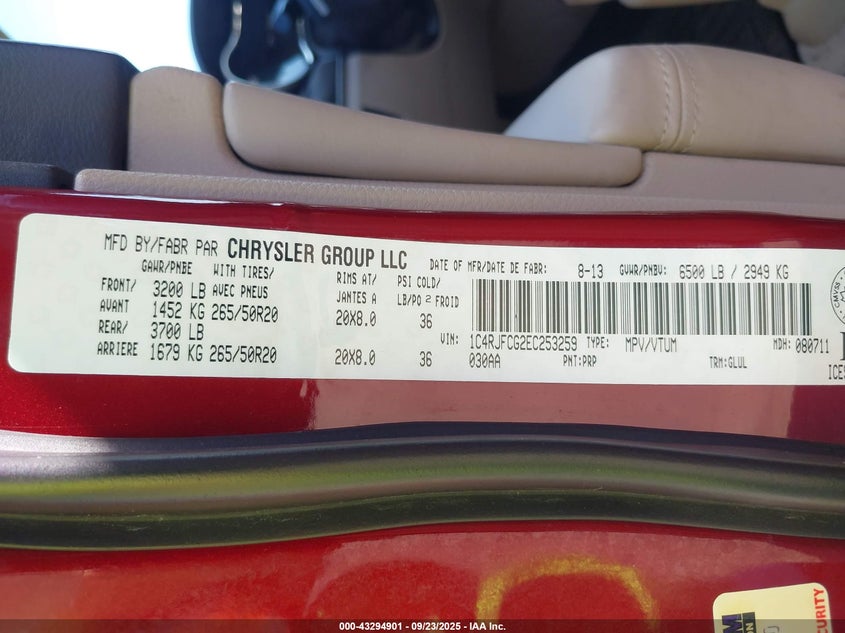 MFD BY/FABR PAR CHRYSLER GROUP LLC
DATE OF MFR/DATE DE FABR: 8-13 GVWR/PNBV: 6500 LB / 2949 KG
GAWR/PNBE WITH TIRES/ RIMS AT/ PSI COLD/
FRONT/ 3200 LB AVEC PNEUS JANTES A LB/PO 2 FROID
AVANT 1452 KG 265/50R20 20X8.0 36
REAR/ 3700 LB
ARRIERE 1679 KG 265/50R20 20X8.0 36
VIN: 1C4RJFCG2EC253259 TYPE: MPV/VTUM MDH: 080711
030AA PNT:PRP TRM:GLUL
CMVSS
SECURITY
000-43294901 - 09/23/2025 - IAA Inc.